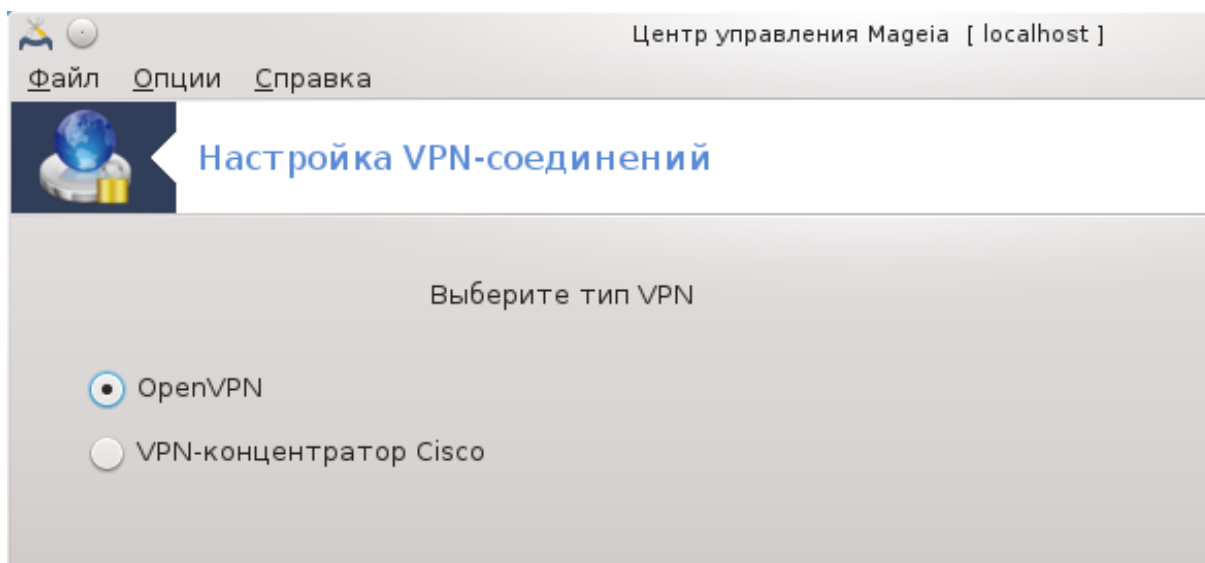 Центр управления Mageia [ localhost ]
Файл Опции Справка
Настройка VPN-соединений
Выберите тип VPN
OpenVPN
VPN-концентратор Cisco